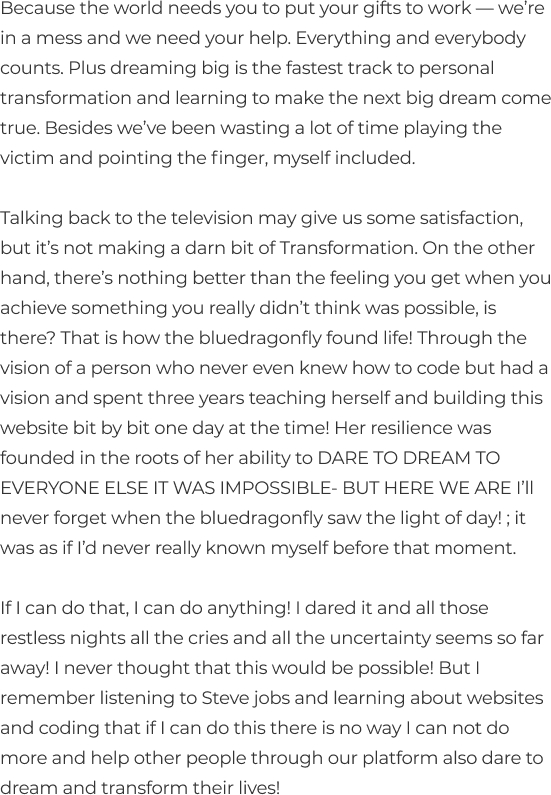 Because the world needs you to put your gifts to work — we’re
in a mess and we need your help. Everything and everybody
counts. Plus dreaming big is the fastest track to personal
transformation and learning to make the next big dream come
true. Besides we’ve been wasting a lot of time playing the
victim and pointing the finger, myself included.
Talking back to the television may give us some satisfaction,
but it’s not making a darn bit of Transformation. On the other
hand, there’s nothing better than the feeling you get when you
achieve something you really didn’t think was possible, is
there? That is how the bluedragonfly found life! Through the
vision of a person who never even knew how to code but had a
vision and spent three years teaching herself and building this
website bit by bit one day at the time! Her resilience was
founded in the roots of her ability to DARE TO DREAM TO
EVERYONE ELSE IT WAS IMPOSSIBLE- BUT HERE WE ARE I’ll
never forget when the bluedragonfly saw the light of day! ; it
was as if I’d never really known myself before that moment.
If I can do that, I can do anything! I dared it and all those
restless nights all the cries and all the uncertainty seems so far
away! I never thought that this would be possible! But I
remember listening to Steve jobs and learning about websites
and coding that if I can do this there is no way I can not do
more and help other people through our platform also dare to
dream and transform their lives!